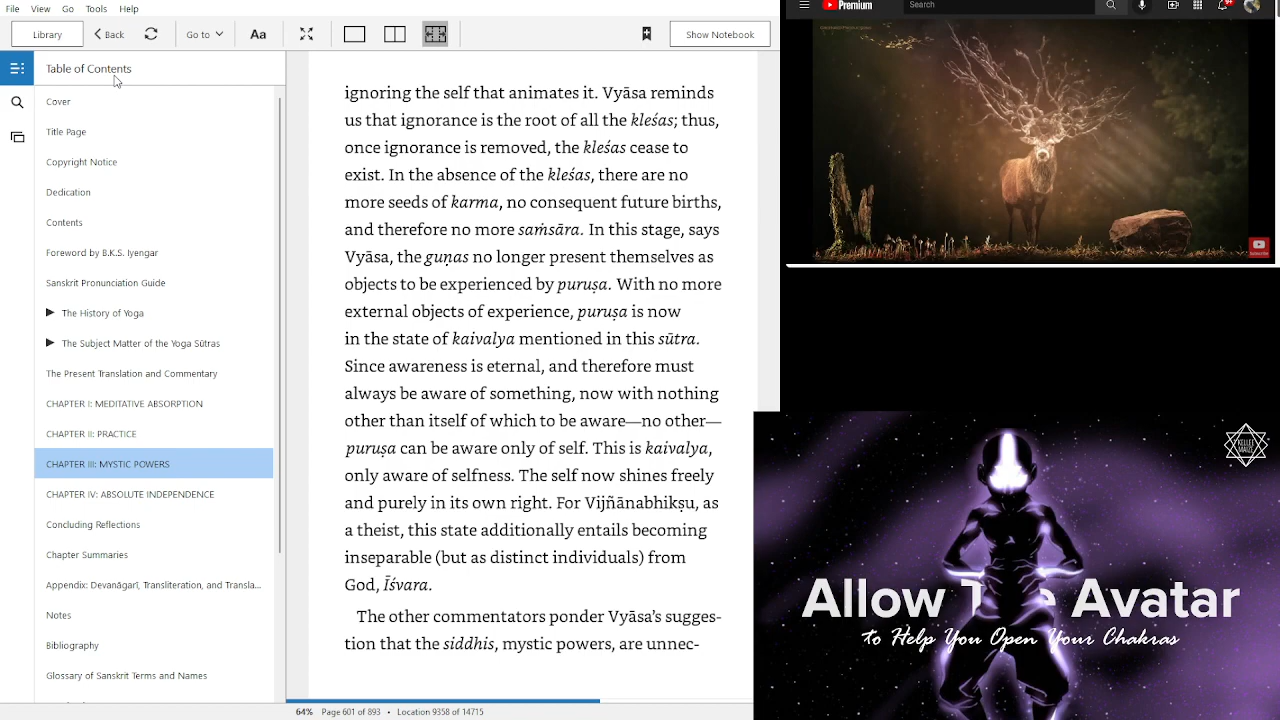 File View Go Tools Help
Library
Back
Go to
Aa
Show Notebook
Table of Contents
Cover
Title Page
Copyright Notice
Dedication
Contents
Foreword by B.K.S. Iyengar
Sanskrit Pronunciation Guide
The History of Yoga
The Subject Matter of the Yoga Sūtras
The Present Translation and Commentary
CHAPTER I: MEDITATIVE ABSORPTION
CHAPTER II: PRACTICE
CHAPTER III: MYSTIC POWERS
CHAPTER IV: ABSOLUTE INDEPENDENCE
Concluding Reflections
Chapter Summaries
Appendix: Devanāgarī, Transliteration, and Transla...
Notes
Bibliography
Glossary of Sanskrit Terms and Names
ignoring the self that animates it. Vyāsa reminds
us that ignorance is the root of all the kleśas; thus,
once ignorance is removed, the kleśas cease to
exist. In the absence of the kleśas, there are no
more seeds of karma, no consequent future births,
and therefore no more saṁsāra. In this stage, says
Vyāsa, the guṇas no longer present themselves as
objects to be experienced by puruṣa. With no more
external objects of experience, puruṣa is now
in the state of kaivalya mentioned in this sūtra.
Since awareness is eternal, and therefore must
always be aware of something, now with nothing
other than itself of which to be aware—no other—
puruṣa can be aware only of self. This is kaivalya,
only aware of selfness. The self now shines freely
and purely in its own right. For Vijñānabhikṣu, as
a theist, this state additionally entails becoming
inseparable (but as distinct individuals) from
God, Īśvara.
The other commentators ponder Vyāsa’s sugges-
tion that the siddhis, mystic powers, are unnec-
64% Page 601 of 893 • Location 9358 of 14715
Premium
Search
9+
Subscribe
Allow T e Avatar
to Help You Open Your Chakras